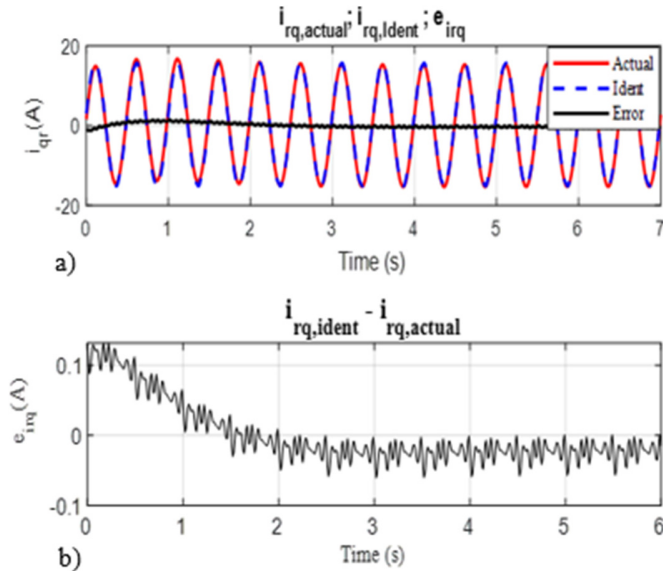 i_rq,actual; i_rq,Ident; e_irq
20
0
-20
i_qr(A)
Actual
Ident
Error
0 1 2 3 4 5 6 7
Time (s)
a)
i_rq,ident - i_rq,actual
0.1
0
-0.1
e_irq(A)
0 1 2 3 4 5 6
Time (s)
b)